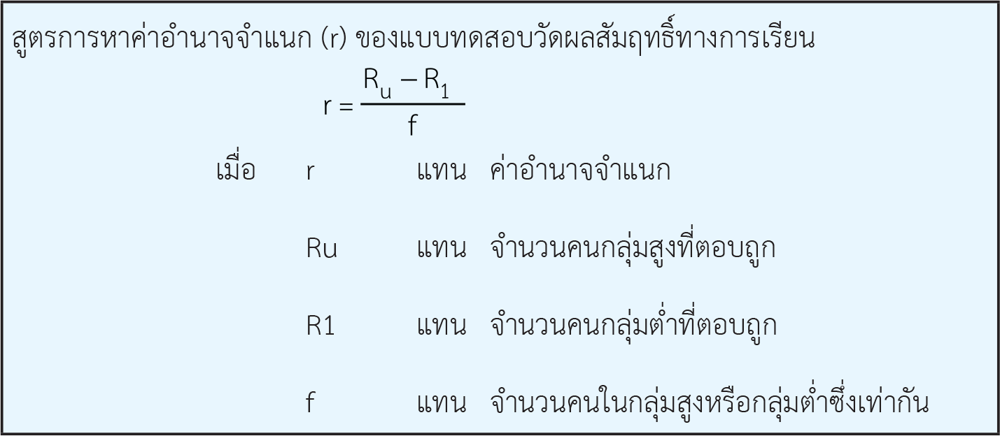 สูตรการหาค่าอำนาจจำแนก (r) ของแบบทดสอบวัดผลสัมฤทธิ์ทางการเรียน
r = (R_u – R_1) / f
เมื่อ r แทน ค่าอำนาจจำแนก
Ru แทน จำนวนคนกลุ่มสูงที่ตอบถูก
R1 แทน จำนวนคนกลุ่มต่ำที่ตอบถูก
f แทน จำนวนคนในกลุ่มสูงหรือกลุ่มต่ำซึ่งเท่ากัน